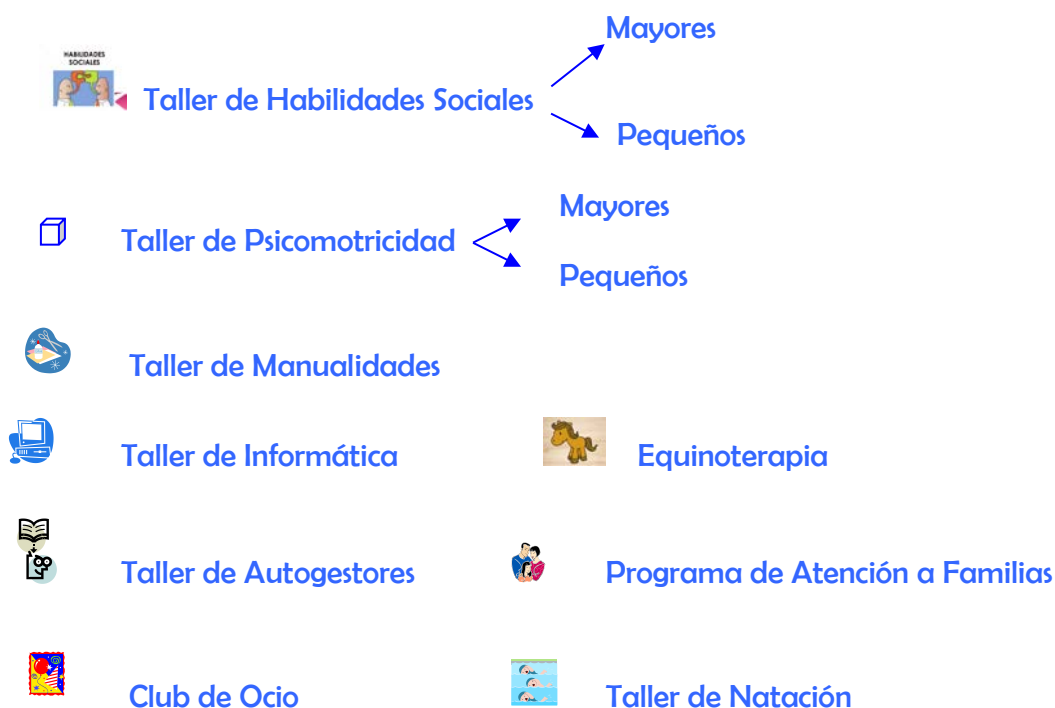 Mayores
HABILIDADES
SOCIALES
Taller de Habilidades Sociales
Pequeños
Mayores
Taller de Psicomotricidad
Pequeños
Taller de Manualidades
Taller de Informática
Equinoterapia
Taller de Autogestores
Programa de Atención a Familias
Club de Ocio
Taller de Natación